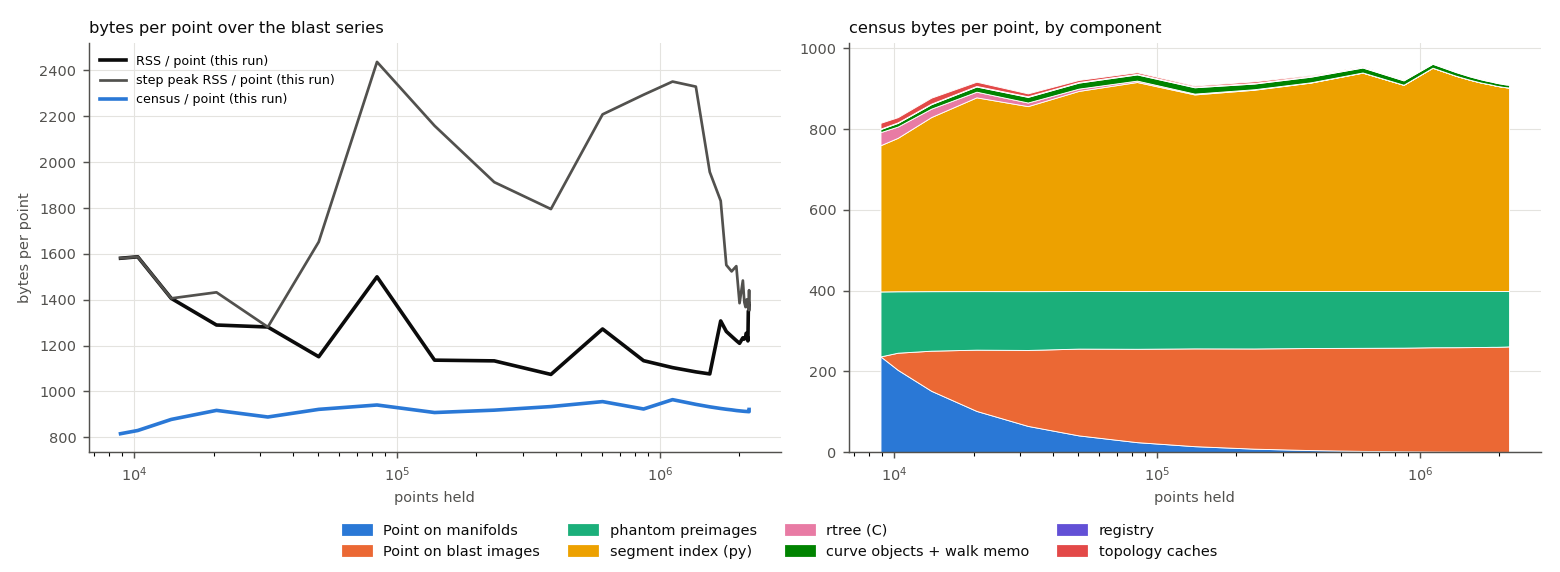 bytes per point over the blast series
bytes per point
2400
2200
2000
1800
1600
1400
1200
1000
800
RSS / point (this run)
step peak RSS / point (this run)
census / point (this run)
10⁴
10⁵
10⁶
points held
census bytes per point, by component
1000
800
600
400
200
0
10⁴
10⁵
10⁶
points held
Point on manifolds
Point on blast images
phantom preimages
segment index (py)
rtree (C)
curve objects + walk memo
registry
topology caches